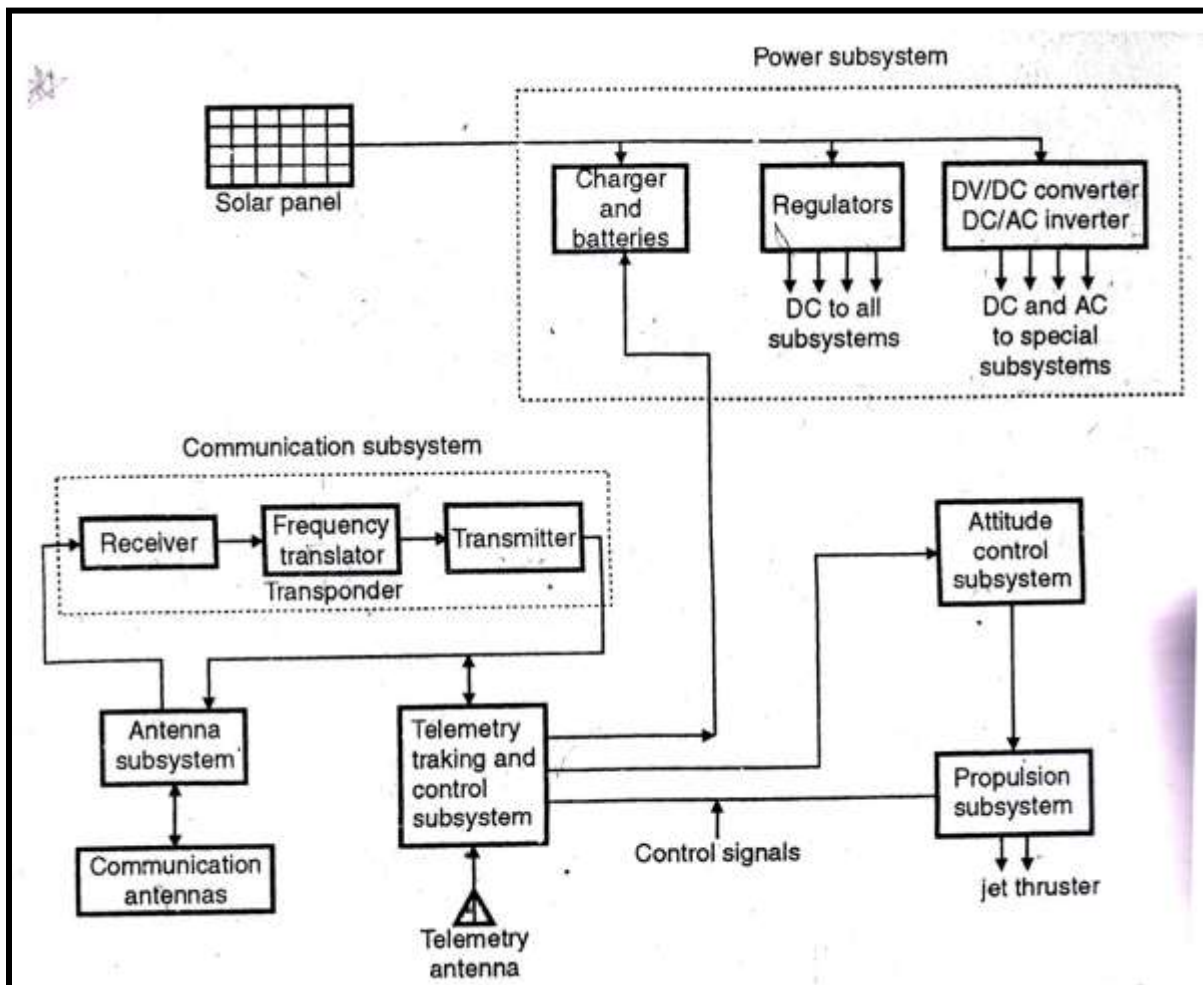 Power subsystem
Solar panel
Charger
and
batteries
Regulators
DV/DC converter
DC/AC inverter
DC to all
subsystems
DC and AC
to special
subsystems
Communication subsystem
Receiver
Frequency
translator
Transmitter
Transponder
Attitude
control
subsystem
Antenna
subsystem
Telemetry
traking and
control
subsystem
Propulsion
subsystem
Control signals
Communication
antennas
jet thruster
Telemetry
antenna